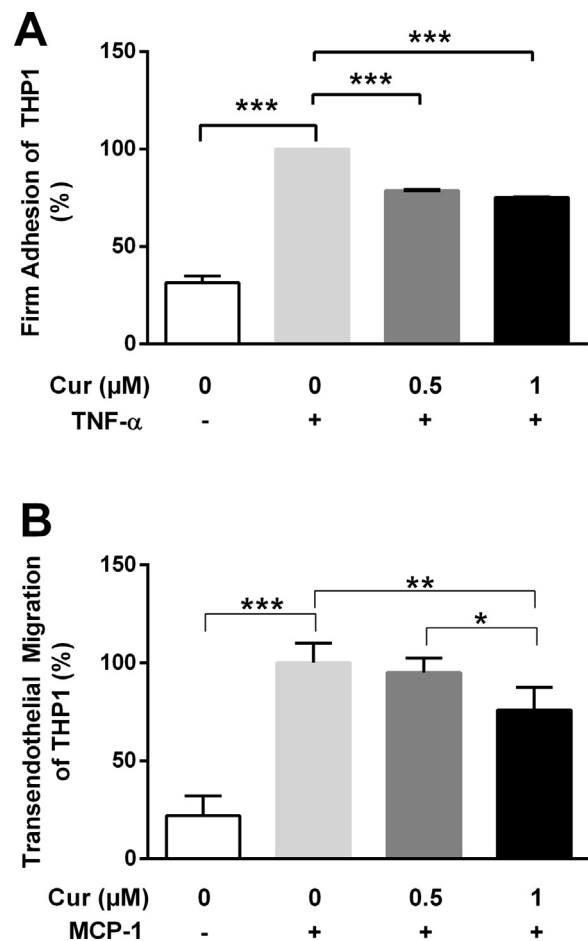 A
Firm Adhesion of THP1
(%)
150
100
50
0
***
***
***
Cur (µM) 0 0 0.5 1
TNF-α - + + +
B
Transendothelial Migration
of THP1 (%)
150
100
50
0
***
**
*
Cur (µM) 0 0 0.5 1
MCP-1 - + + +